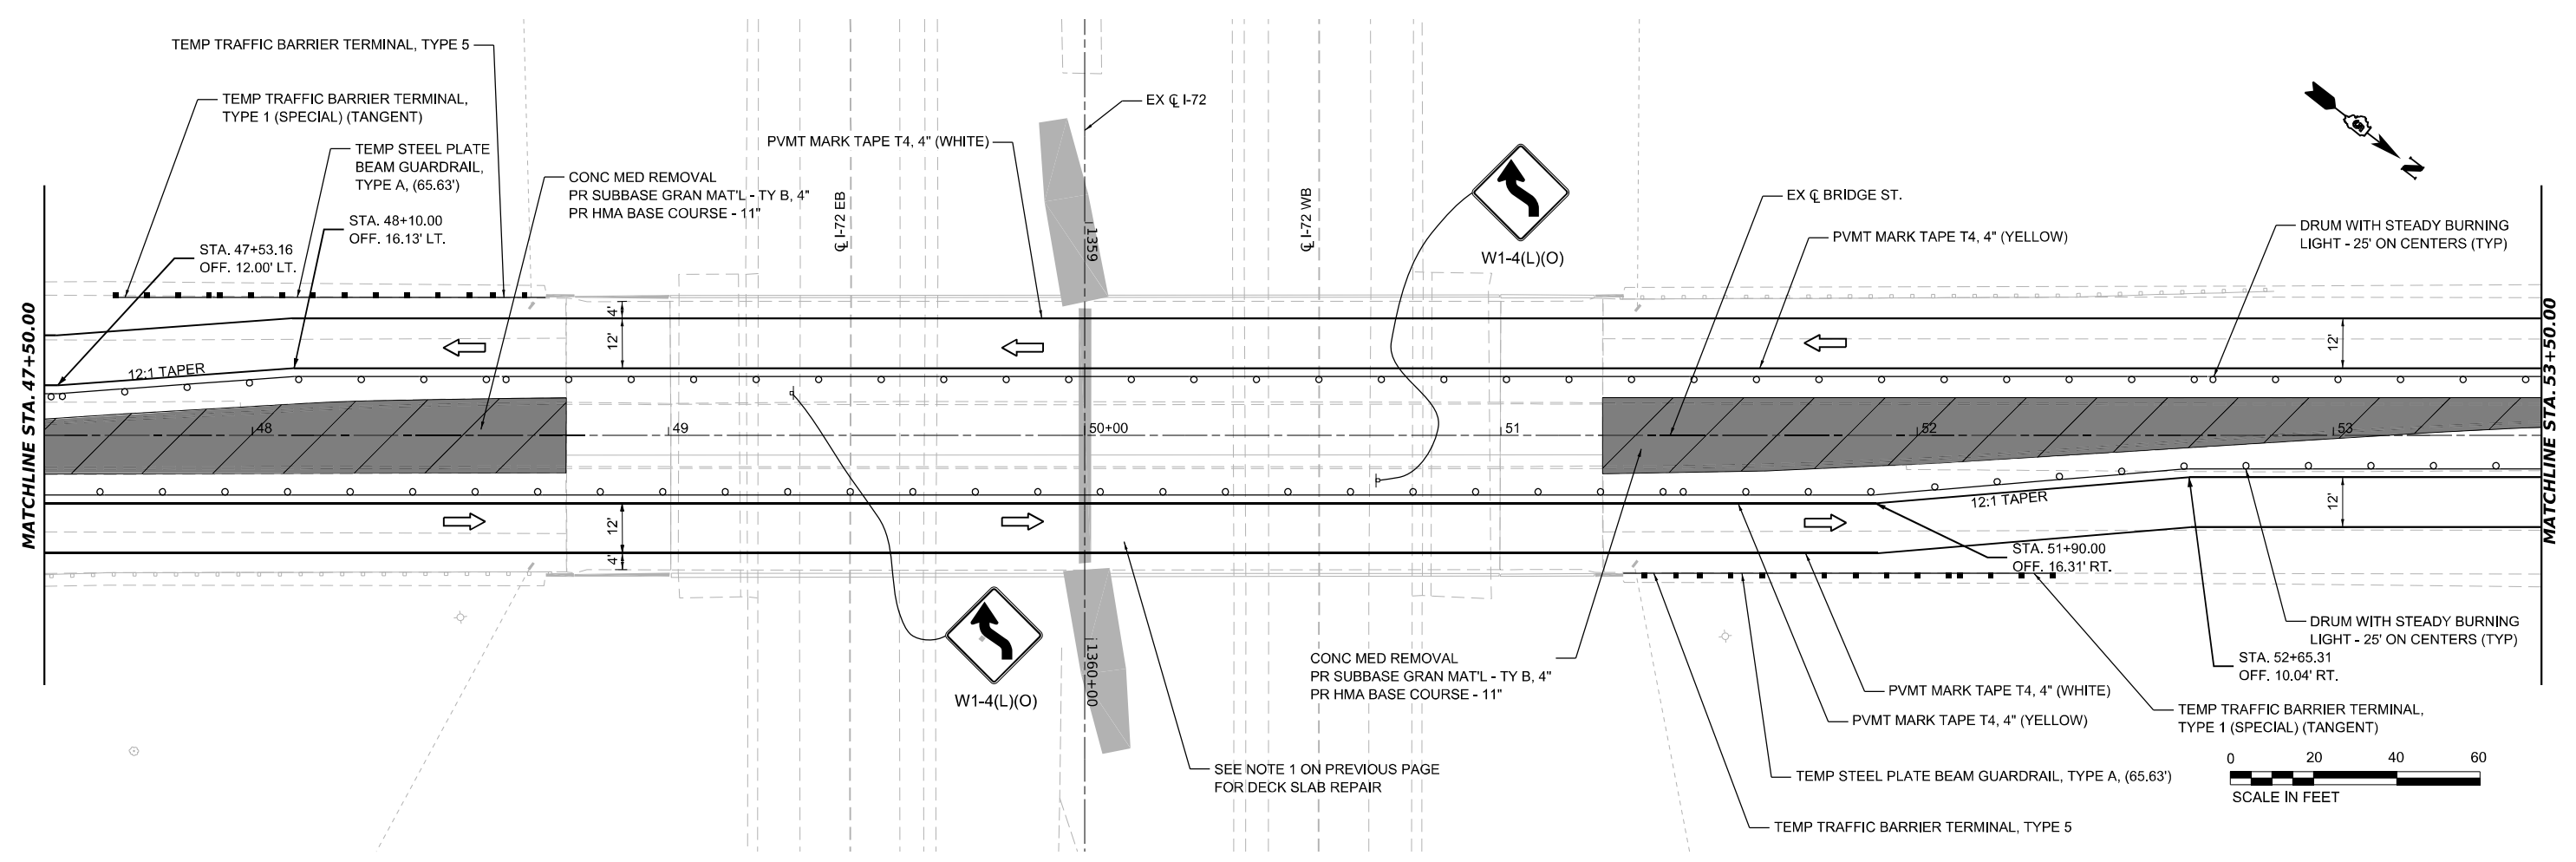 TEMP TRAFFIC BARRIER TERMINAL, TYPE 5
TEMP TRAFFIC BARRIER TERMINAL,
TYPE 1 (SPECIAL) (TANGENT)
TEMP STEEL PLATE
BEAM GUARDRAIL,
TYPE A, (65.63')
CONC MED REMOVAL
PR SUBBASE GRAN MAT'L - TY B, 4"
PR HMA BASE COURSE - 11"
STA. 48+10.00
OFF. 16.13' LT.
STA. 47+53.16
OFF. 12.00' LT.
PVMT MARK TAPE T4, 4" (WHITE)
EX ℄ I-72
℄ I-72 EB
1359
℄ I-72 WB
W1-4(L)(O)
EX ℄ BRIDGE ST.
PVMT MARK TAPE T4, 4" (YELLOW)
DRUM WITH STEADY BURNING
LIGHT - 25' ON CENTERS (TYP)
N
MATCHLINE STA. 47+50.00
MATCHLINE STA. 53+50.00
4'
12'
12'
12:1 TAPER
48
49
50+00
51
52
53
12'
4'
12:1 TAPER
12'
STA. 51+90.00
OFF. 16.31' RT.
W1-4(L)(O)
1360+00
CONC MED REMOVAL
PR SUBBASE GRAN MAT'L - TY B, 4"
PR HMA BASE COURSE - 11"
DRUM WITH STEADY BURNING
LIGHT - 25' ON CENTERS (TYP)
STA. 52+65.31
OFF. 10.04' RT.
PVMT MARK TAPE T4, 4" (WHITE)
PVMT MARK TAPE T4, 4" (YELLOW)
TEMP TRAFFIC BARRIER TERMINAL,
TYPE 1 (SPECIAL) (TANGENT)
SEE NOTE 1 ON PREVIOUS PAGE
FOR DECK SLAB REPAIR
TEMP STEEL PLATE BEAM GUARDRAIL, TYPE A, (65.63')
TEMP TRAFFIC BARRIER TERMINAL, TYPE 5
0 20 40 60
SCALE IN FEET